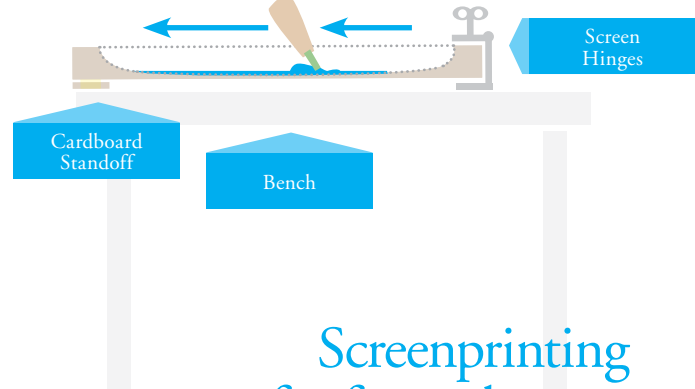 Screen
Hinges
Cardboard
Standoff
Bench
Screenprinting